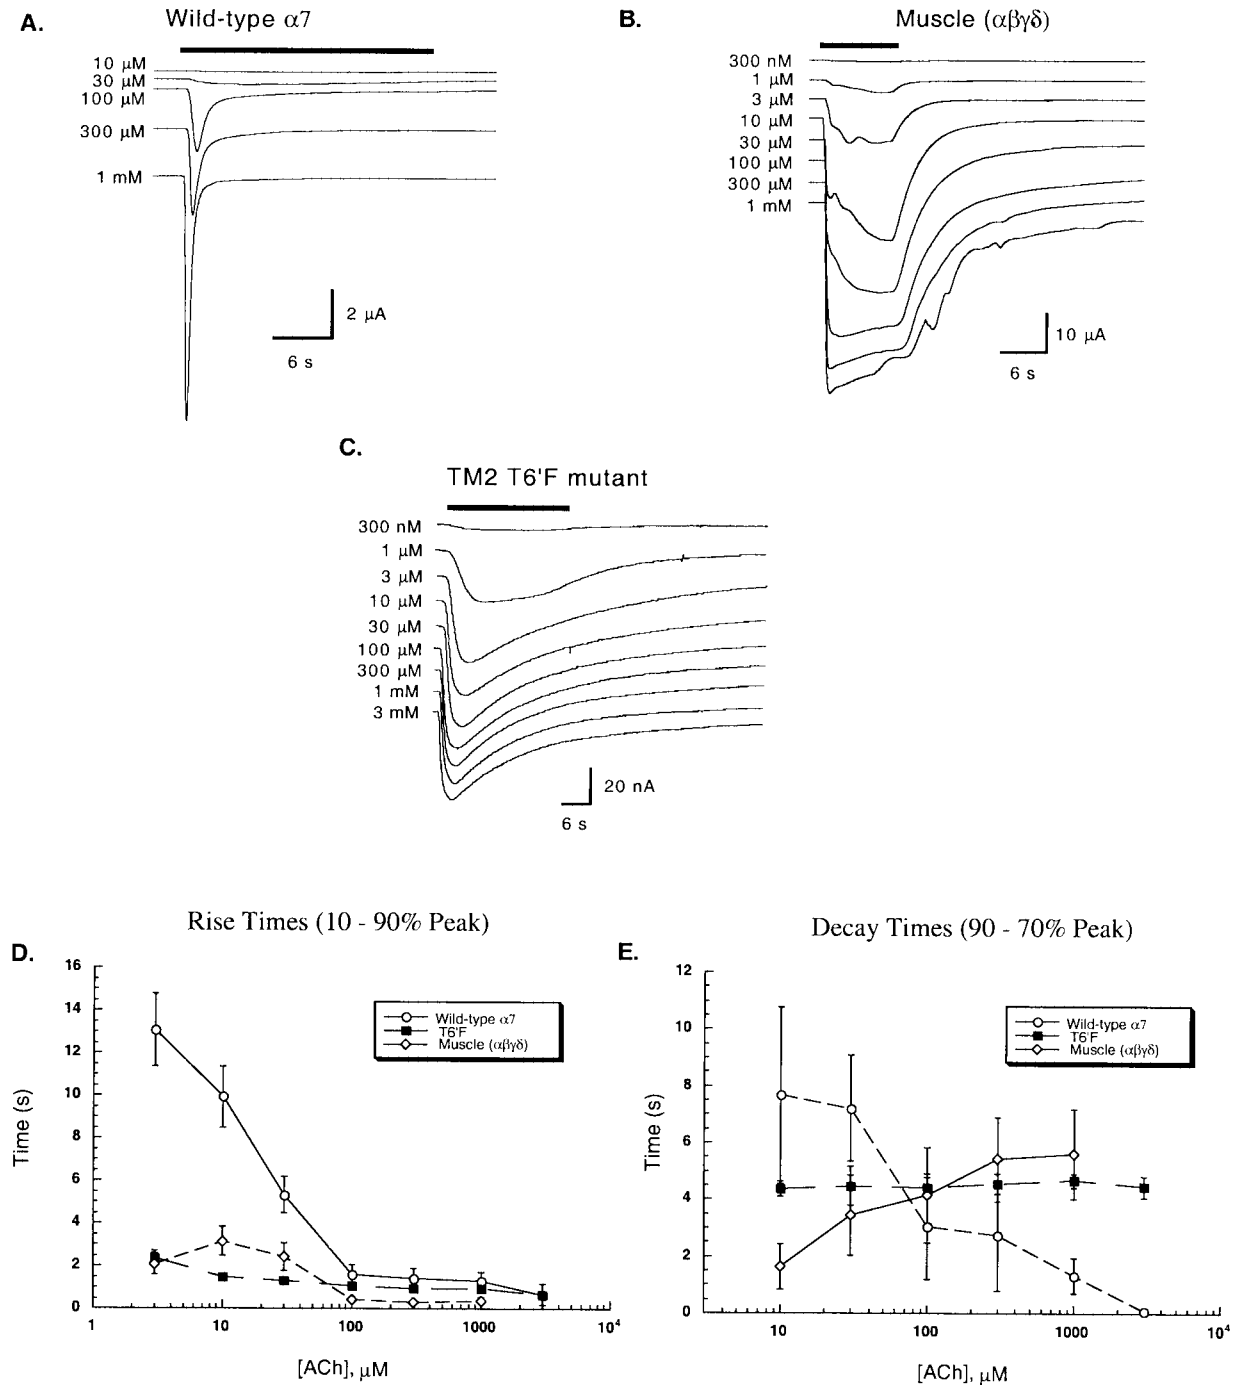 A.
Wild-type α7
10 μM
30 μM
100 μM
300 μM
1 mM
2 μA
6 s
B.
Muscle (αβγδ)
300 nM
1 μM
3 μM
10 μM
30 μM
100 μM
300 μM
1 mM
10 μA
6 s
C.
TM2 T6'F mutant
300 nM
1 μM
3 μM
10 μM
30 μM
100 μM
300 μM
1 mM
3 mM
20 nA
6 s
D.
Rise Times (10 - 90% Peak)
16
14
12
10
8
6
4
2
0
Time (s)
Wild-type α7
T6'F
Muscle (αβγδ)
1 10 100 1000 10⁴
[ACh], μM
E.
Decay Times (90 - 70% Peak)
12
10
8
6
4
2
0
Time (s)
Wild-type α7
T6'F
Muscle (αβγδ)
10 100 1000 10⁴
[ACh], μM